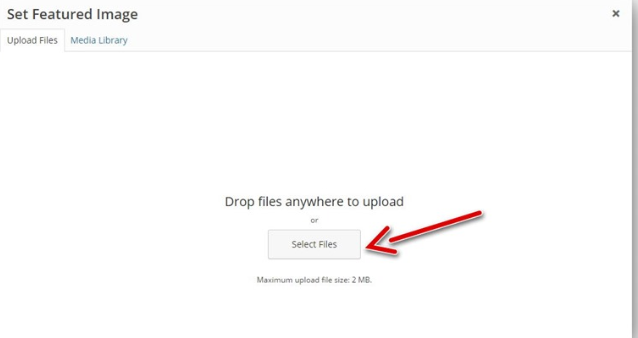 Set Featured Image ×
Upload Files Media Library
Drop files anywhere to upload
or
Select Files
Maximum upload file size: 2 MB.